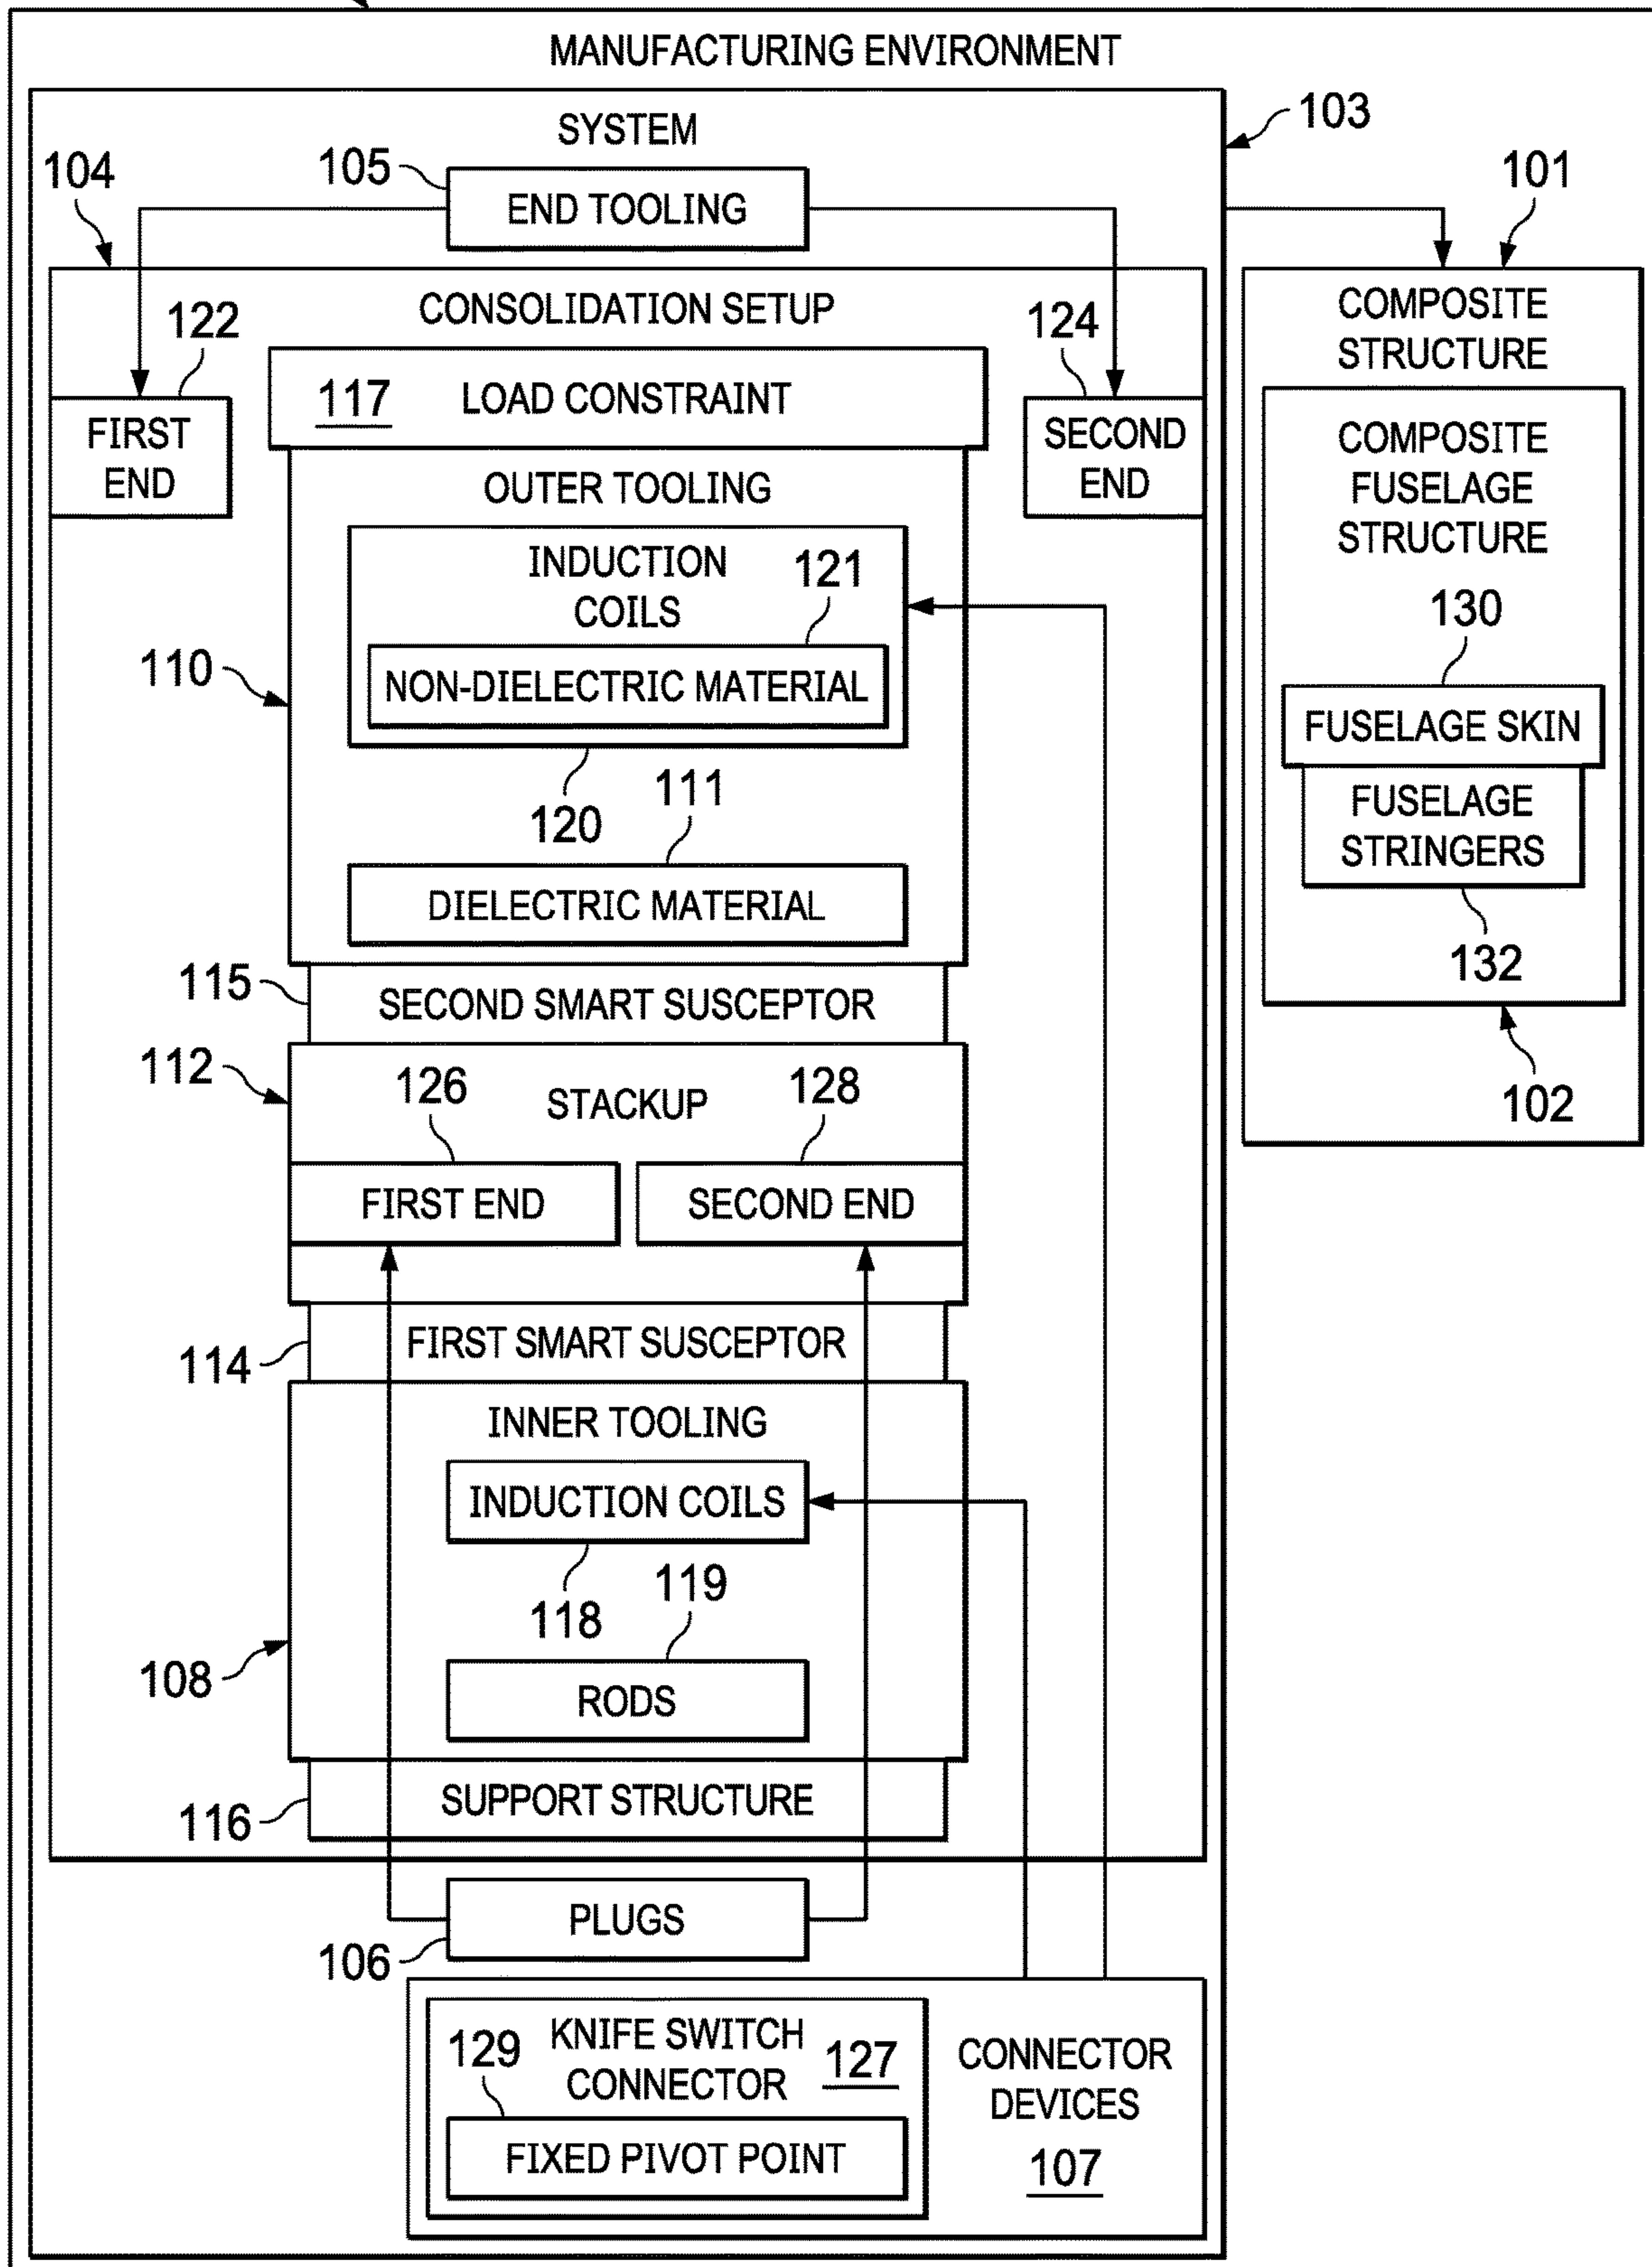 MANUFACTURING ENVIRONMENT
SYSTEM
103
104
105
END TOOLING
101
CONSOLIDATION SETUP
122
124
117 LOAD CONSTRAINT
FIRST
END
SECOND
END
OUTER TOOLING
INDUCTION
COILS
121
NON-DIELECTRIC MATERIAL
110
120
111
DIELECTRIC MATERIAL
115
SECOND SMART SUSCEPTOR
112
126
STACKUP
128
FIRST END
SECOND END
114
FIRST SMART SUSCEPTOR
INNER TOOLING
INDUCTION COILS
118
119
108
RODS
116
SUPPORT STRUCTURE
PLUGS
106
129
KNIFE SWITCH
CONNECTOR
127
FIXED PIVOT POINT
CONNECTOR
DEVICES
107
COMPOSITE
STRUCTURE
COMPOSITE
FUSELAGE
STRUCTURE
130
FUSELAGE SKIN
FUSELAGE
STRINGERS
132
102